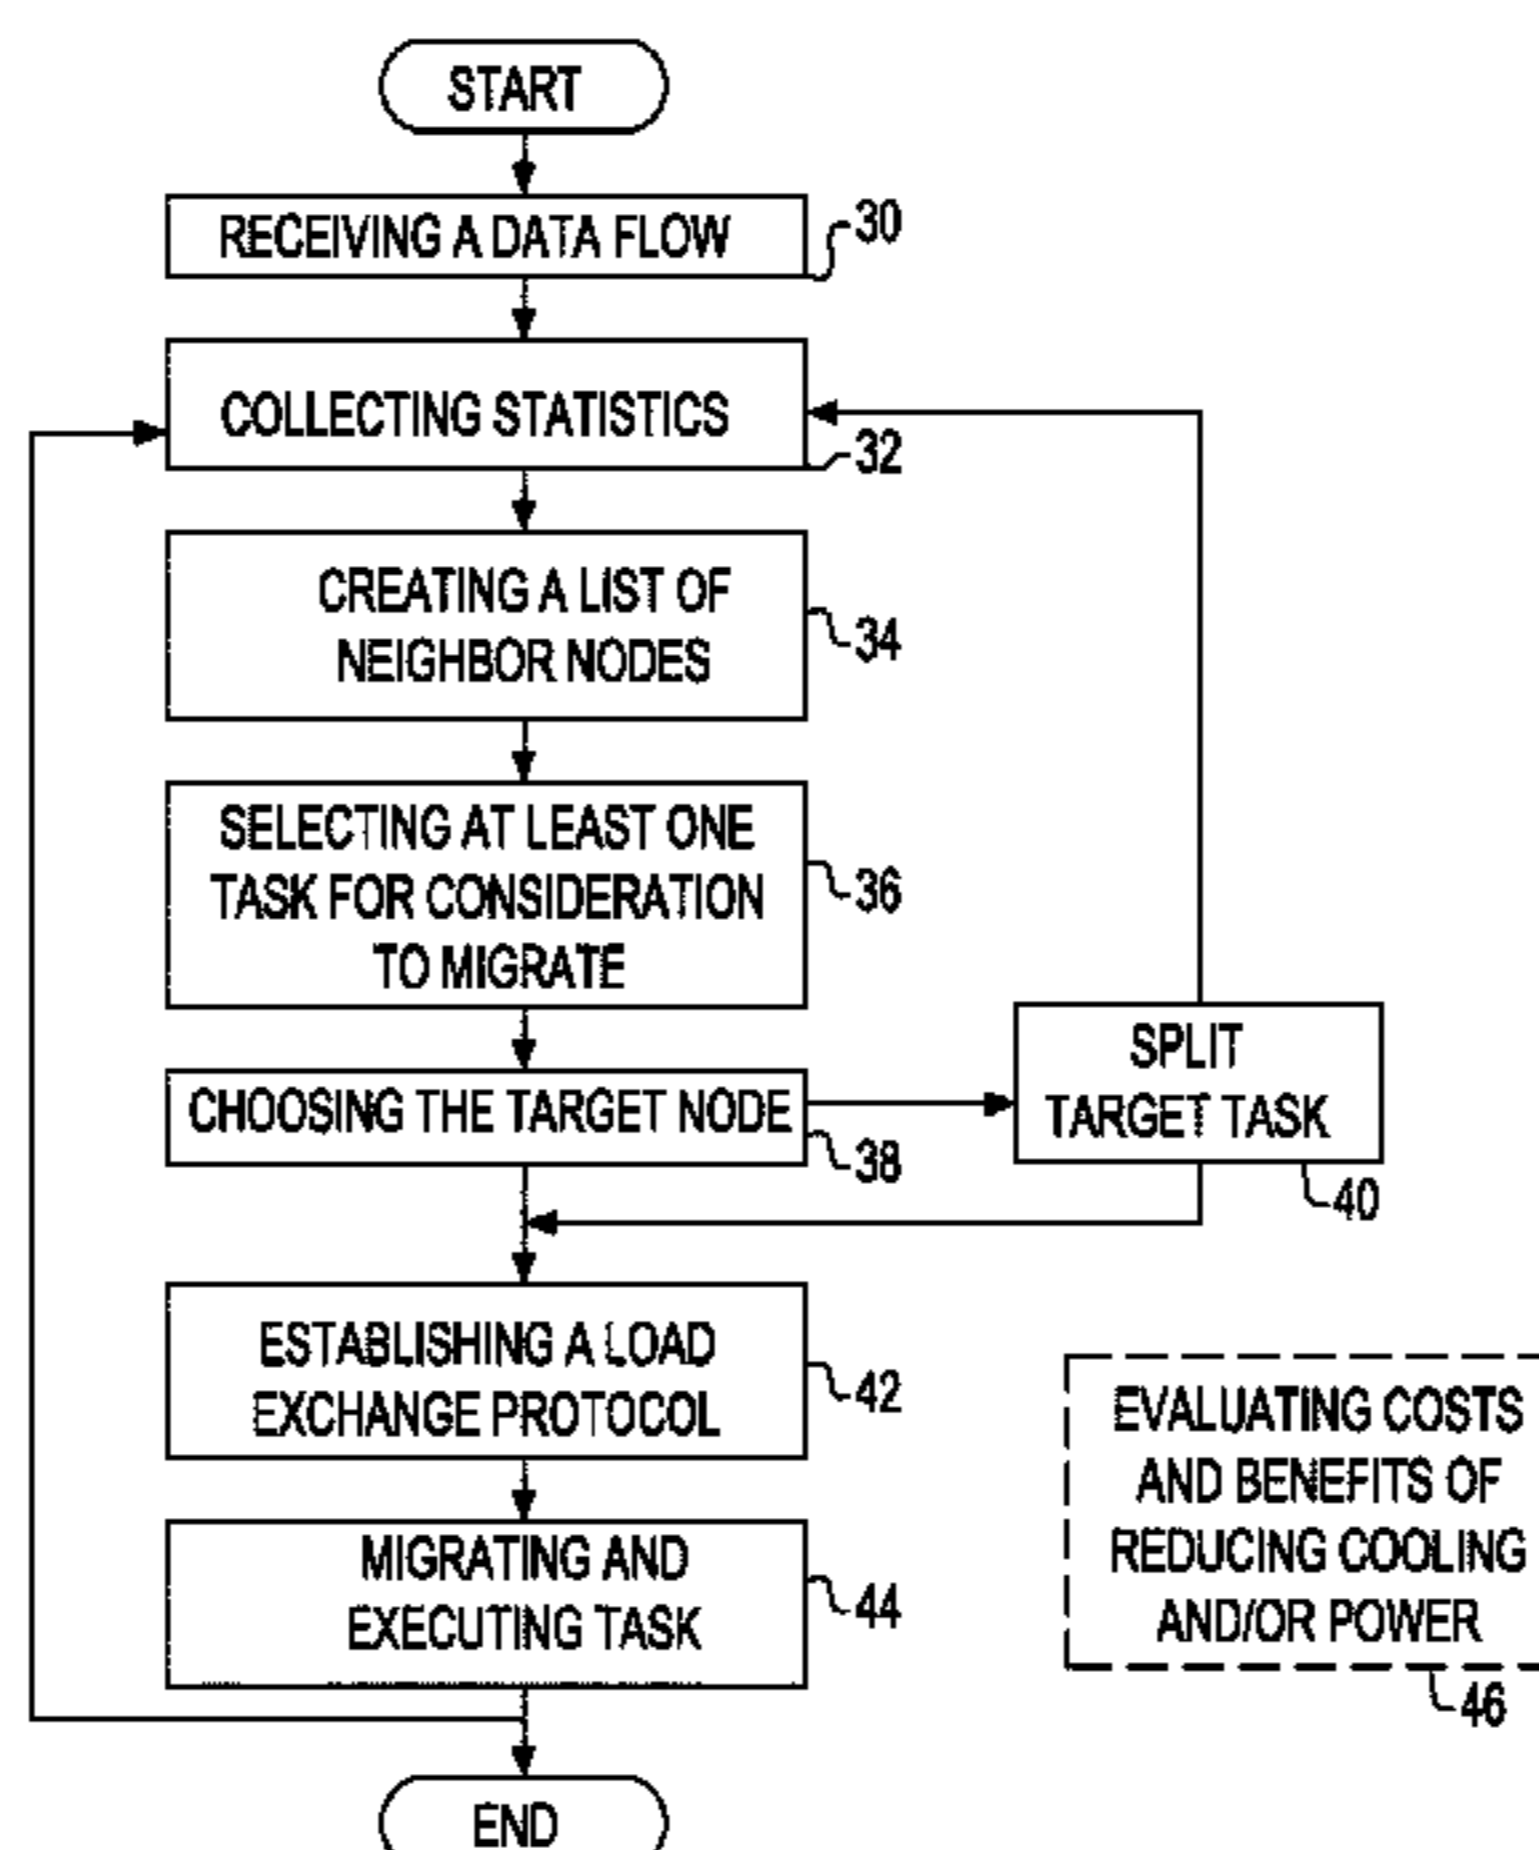 START
RECEIVING A DATA FLOW
30
COLLECTING STATISTICS
32
CREATING A LIST OF
NEIGHBOR NODES
34
SELECTING AT LEAST ONE
TASK FOR CONSIDERATION
TO MIGRATE
36
CHOOSING THE TARGET NODE
38
SPLIT
TARGET TASK
40
ESTABLISHING A LOAD
EXCHANGE PROTOCOL
42
MIGRATING AND
EXECUTING TASK
44
EVALUATING COSTS
AND BENEFITS OF
REDUCING COOLING
AND/OR POWER
46
END